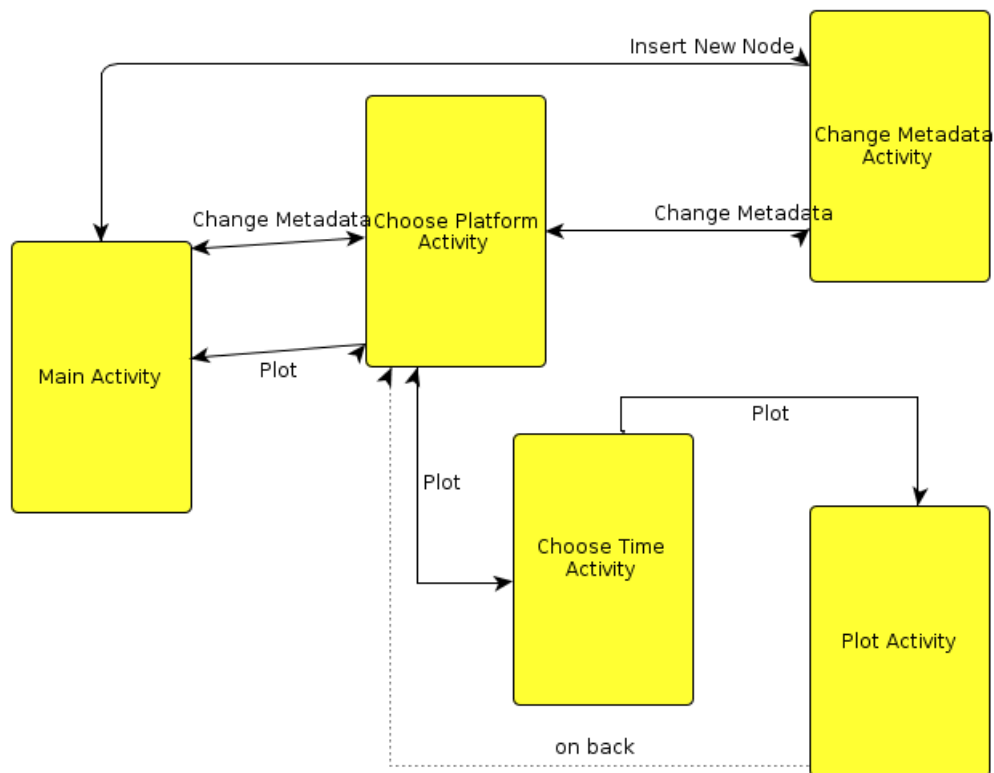 Insert New Node
Change Metadata
Activity
Change Metadata
Choose Platform
Activity
Change Metadata
Main Activity
Plot
Plot
Plot
Choose Time
Activity
Plot Activity
on back